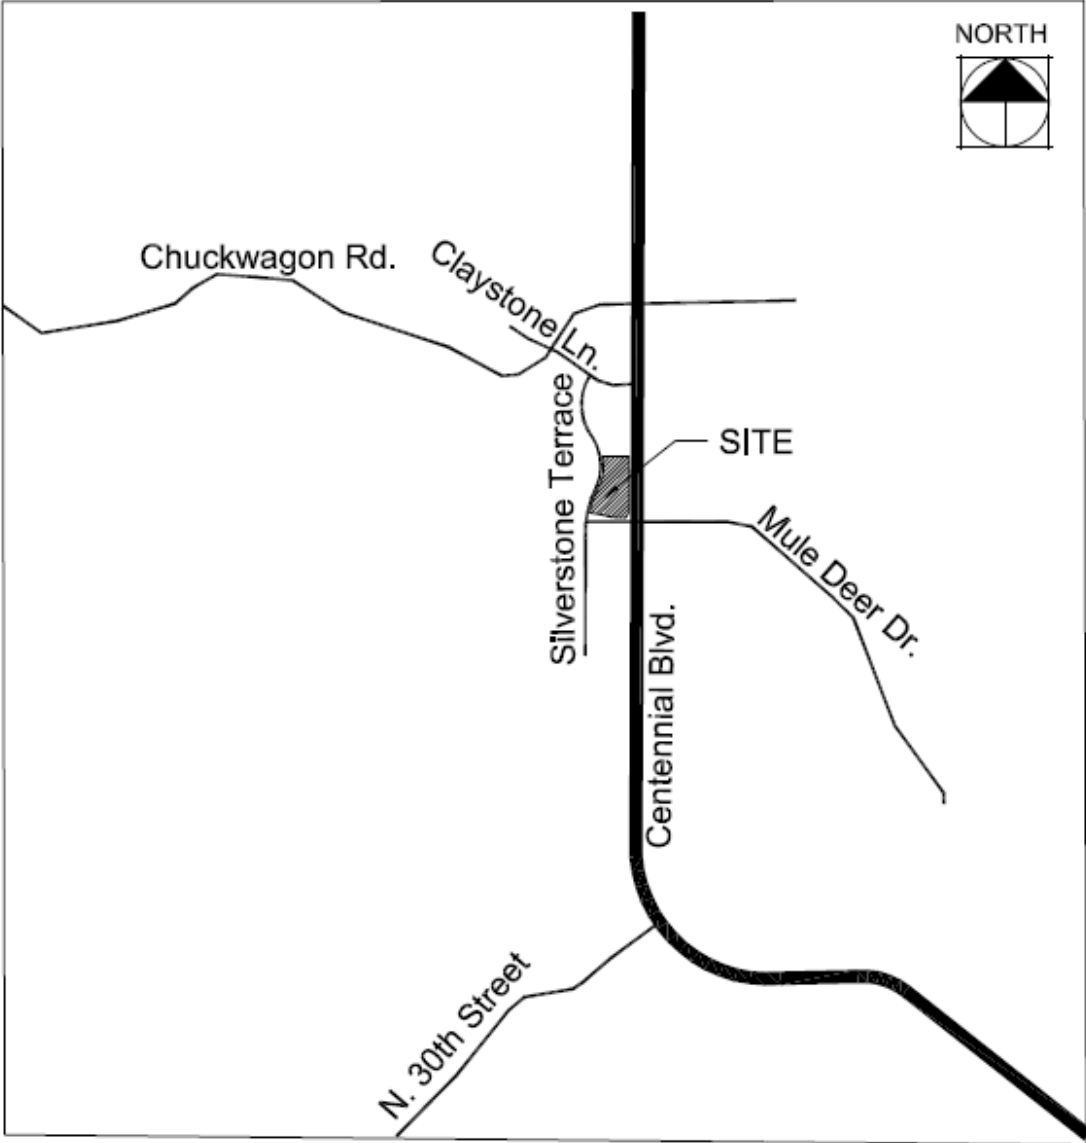 NORTH
Chuckwagon Rd.
Claystone Ln.
SITE
Silverstone Terrace
Mule Deer Dr.
Centennial Blvd.
N. 30th Street